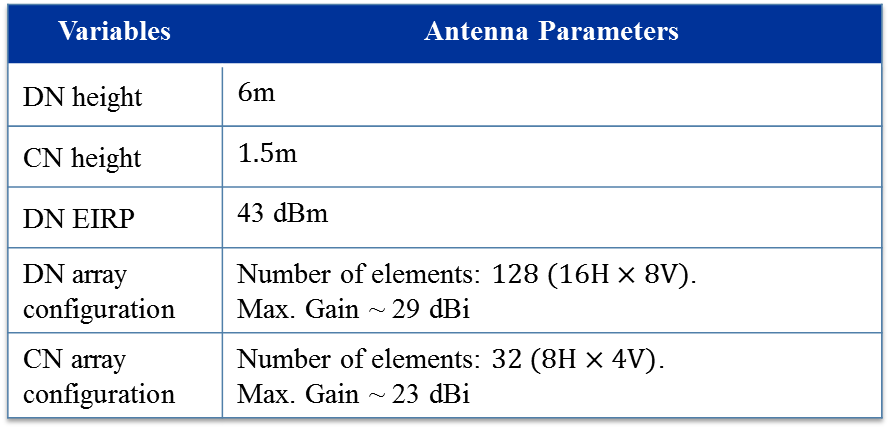 Variables Antenna Parameters
DN height 6m
CN height 1.5m
DN EIRP 43 dBm
DN array configuration
Number of elements: 128 (16H × 8V).
Max. Gain ~ 29 dBi
CN array configuration
Number of elements: 32 (8H × 4V).
Max. Gain ~ 23 dBi